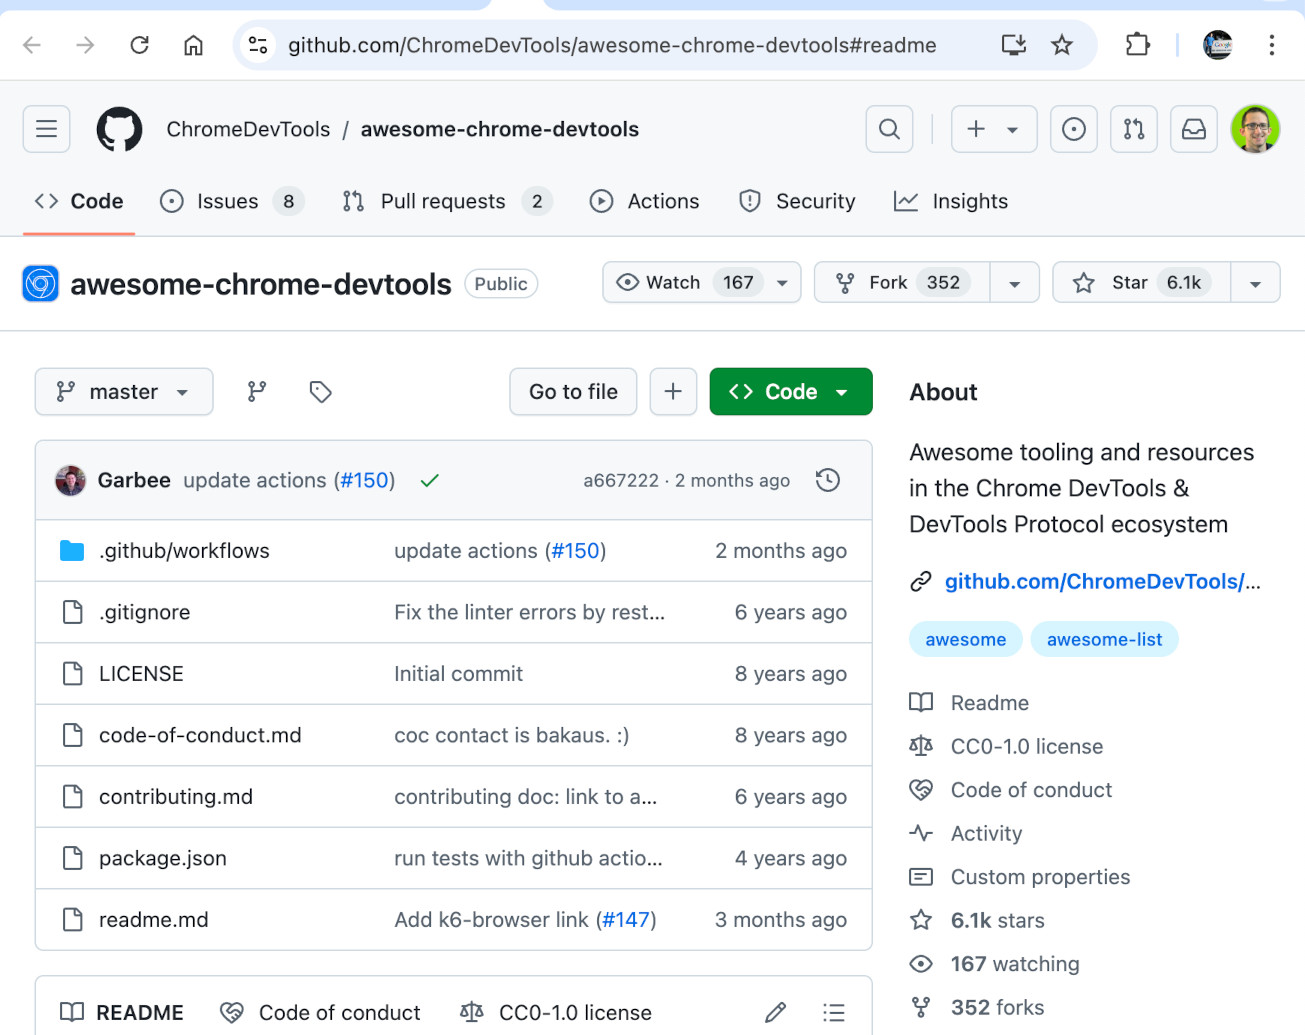 github.com/ChromeDevTools/awesome-chrome-devtools#readme
ChromeDevTools / awesome-chrome-devtools
Code Issues 8 Pull requests 2 Actions Security Insights
awesome-chrome-devtools Public Watch 167 Fork 352 Star 6.1k
master Go to file Code
Garbee update actions (#150) a667222 · 2 months ago
.github/workflows update actions (#150) 2 months ago
.gitignore Fix the linter errors by rest... 6 years ago
LICENSE Initial commit 8 years ago
code-of-conduct.md coc contact is bakaus. :) 8 years ago
contributing.md contributing doc: link to a... 6 years ago
package.json run tests with github actio... 4 years ago
readme.md Add k6-browser link (#147) 3 months ago
README Code of conduct CC0-1.0 license
About
Awesome tooling and resources
in the Chrome DevTools &
DevTools Protocol ecosystem
github.com/ChromeDevTools/...
awesome awesome-list
Readme
CC0-1.0 license
Code of conduct
Activity
Custom properties
6.1k stars
167 watching
352 forks